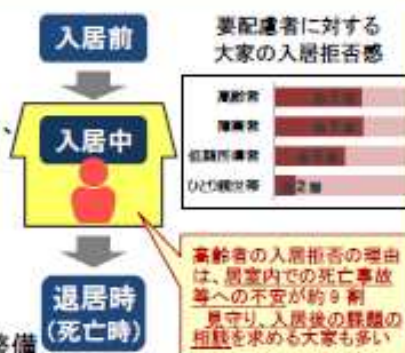 入居前
要配慮者に対する
大家の入居拒否感
高齢者
障害者
低額所得者
ひとり親世帯 2割
入居中
退居時
(死亡時)
高齢者の入居拒否の理由
は、居室内での死亡事故
等への不安が約9割
見守り、入居後の課題の
相談を求める大家も多い
整備